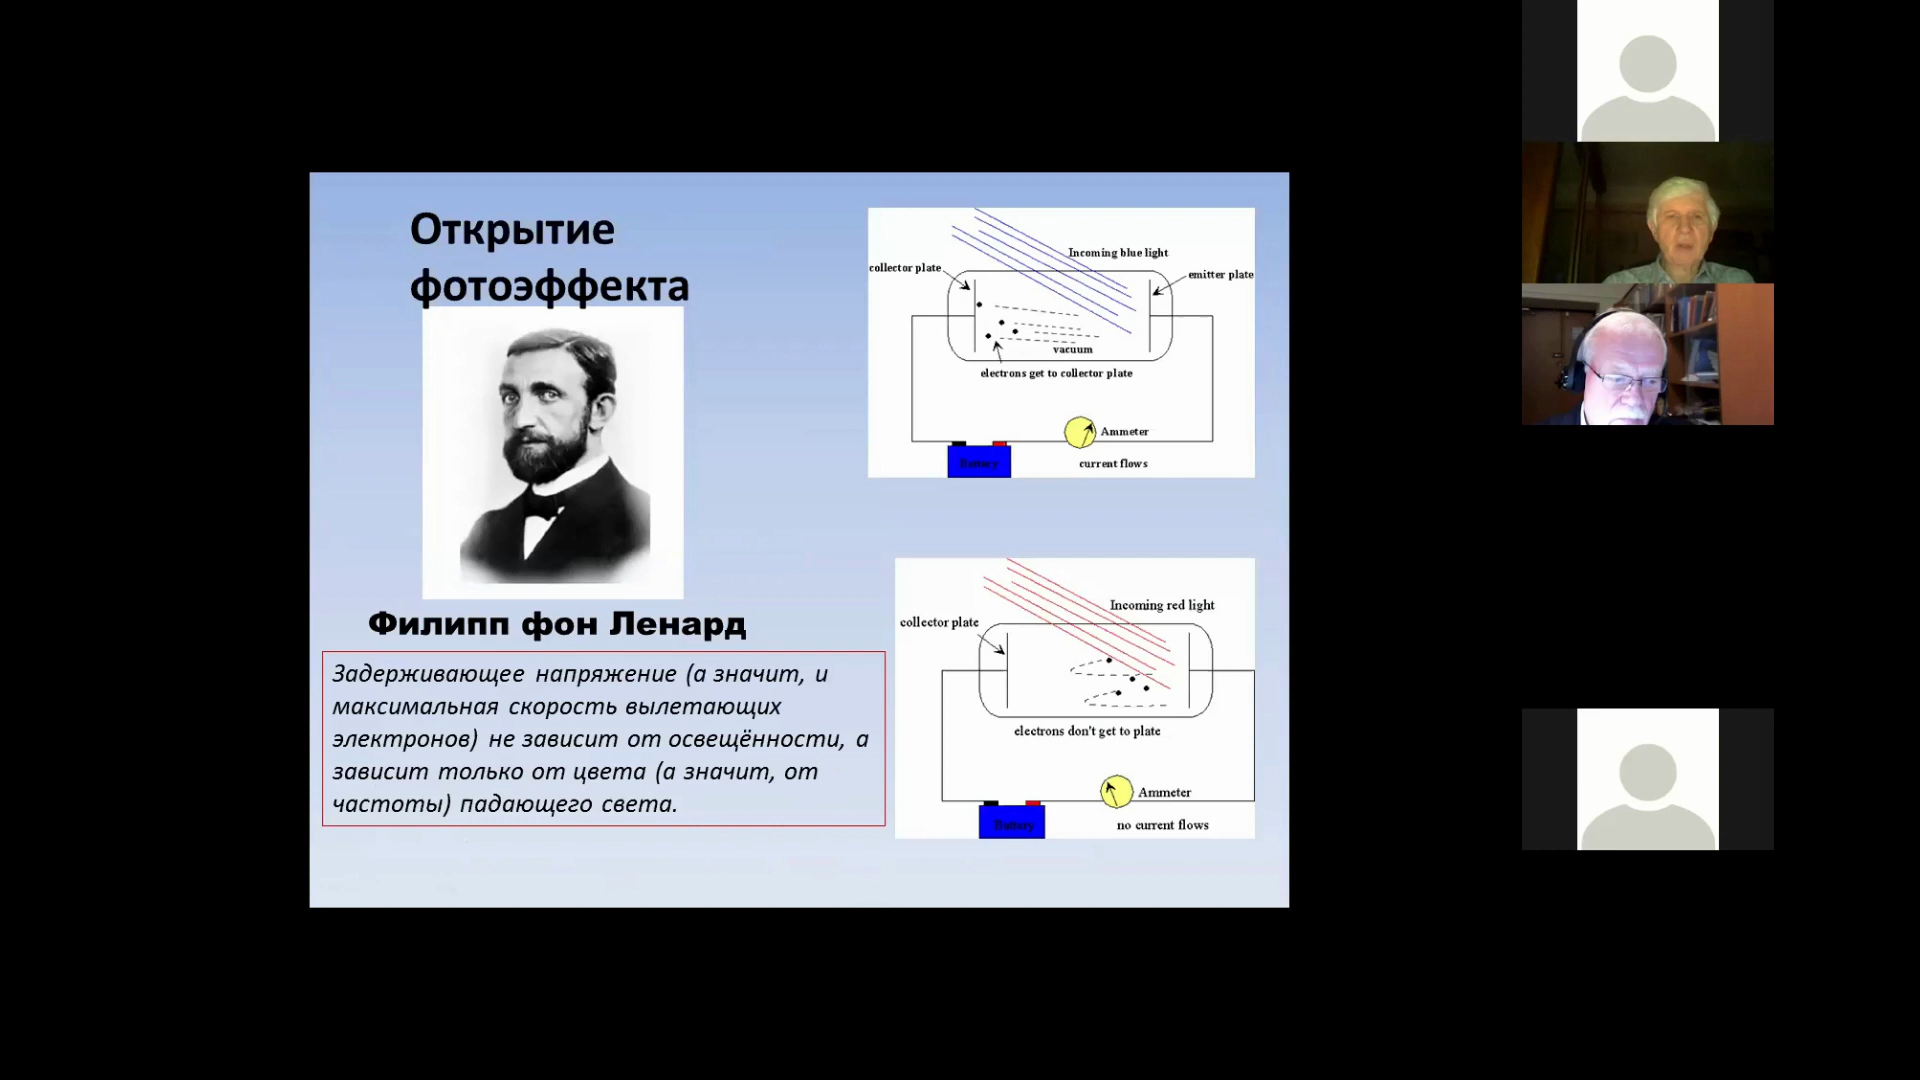 Открытие
фотоэффекта
Филипп фон Ленард
Задерживающее напряжение (а значит, и
максимальная скорость вылетающих
электронов) не зависит от освещённости, а
зависит только от цвета (а значит, от
частоты) падающего света.
Incoming blue light
collector plate
emitter plate
vacuum
electrons get to collector plate
Ammeter
Battery
current flows
Incoming red light
collector plate
electrons don't get to plate
Ammeter
Battery
no current flows